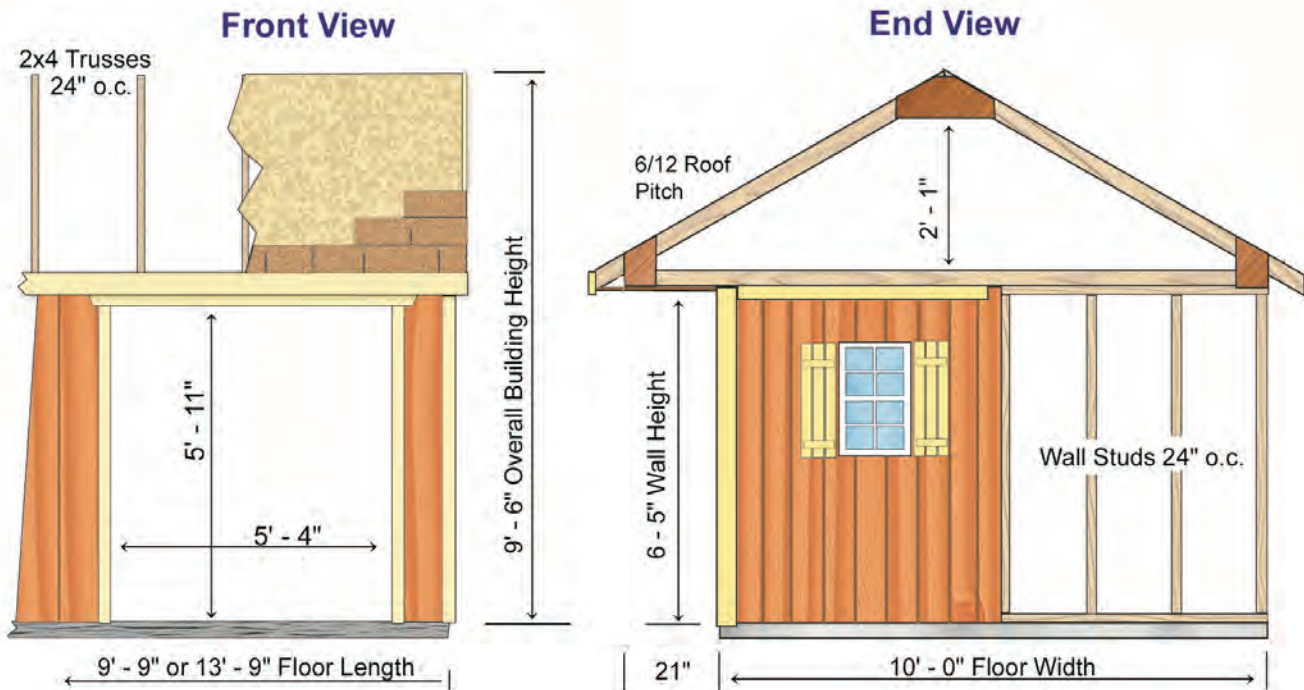 Front View
2x4 Trusses
24" o.c.
5' - 11"
5' - 4"
9' - 6" Overall Building Height
9' - 9" or 13' - 9" Floor Length
End View
6/12 Roof
Pitch
2' - 1"
6 - 5" Wall Height
Wall Studs 24" o.c.
21"
10' - 0" Floor Width